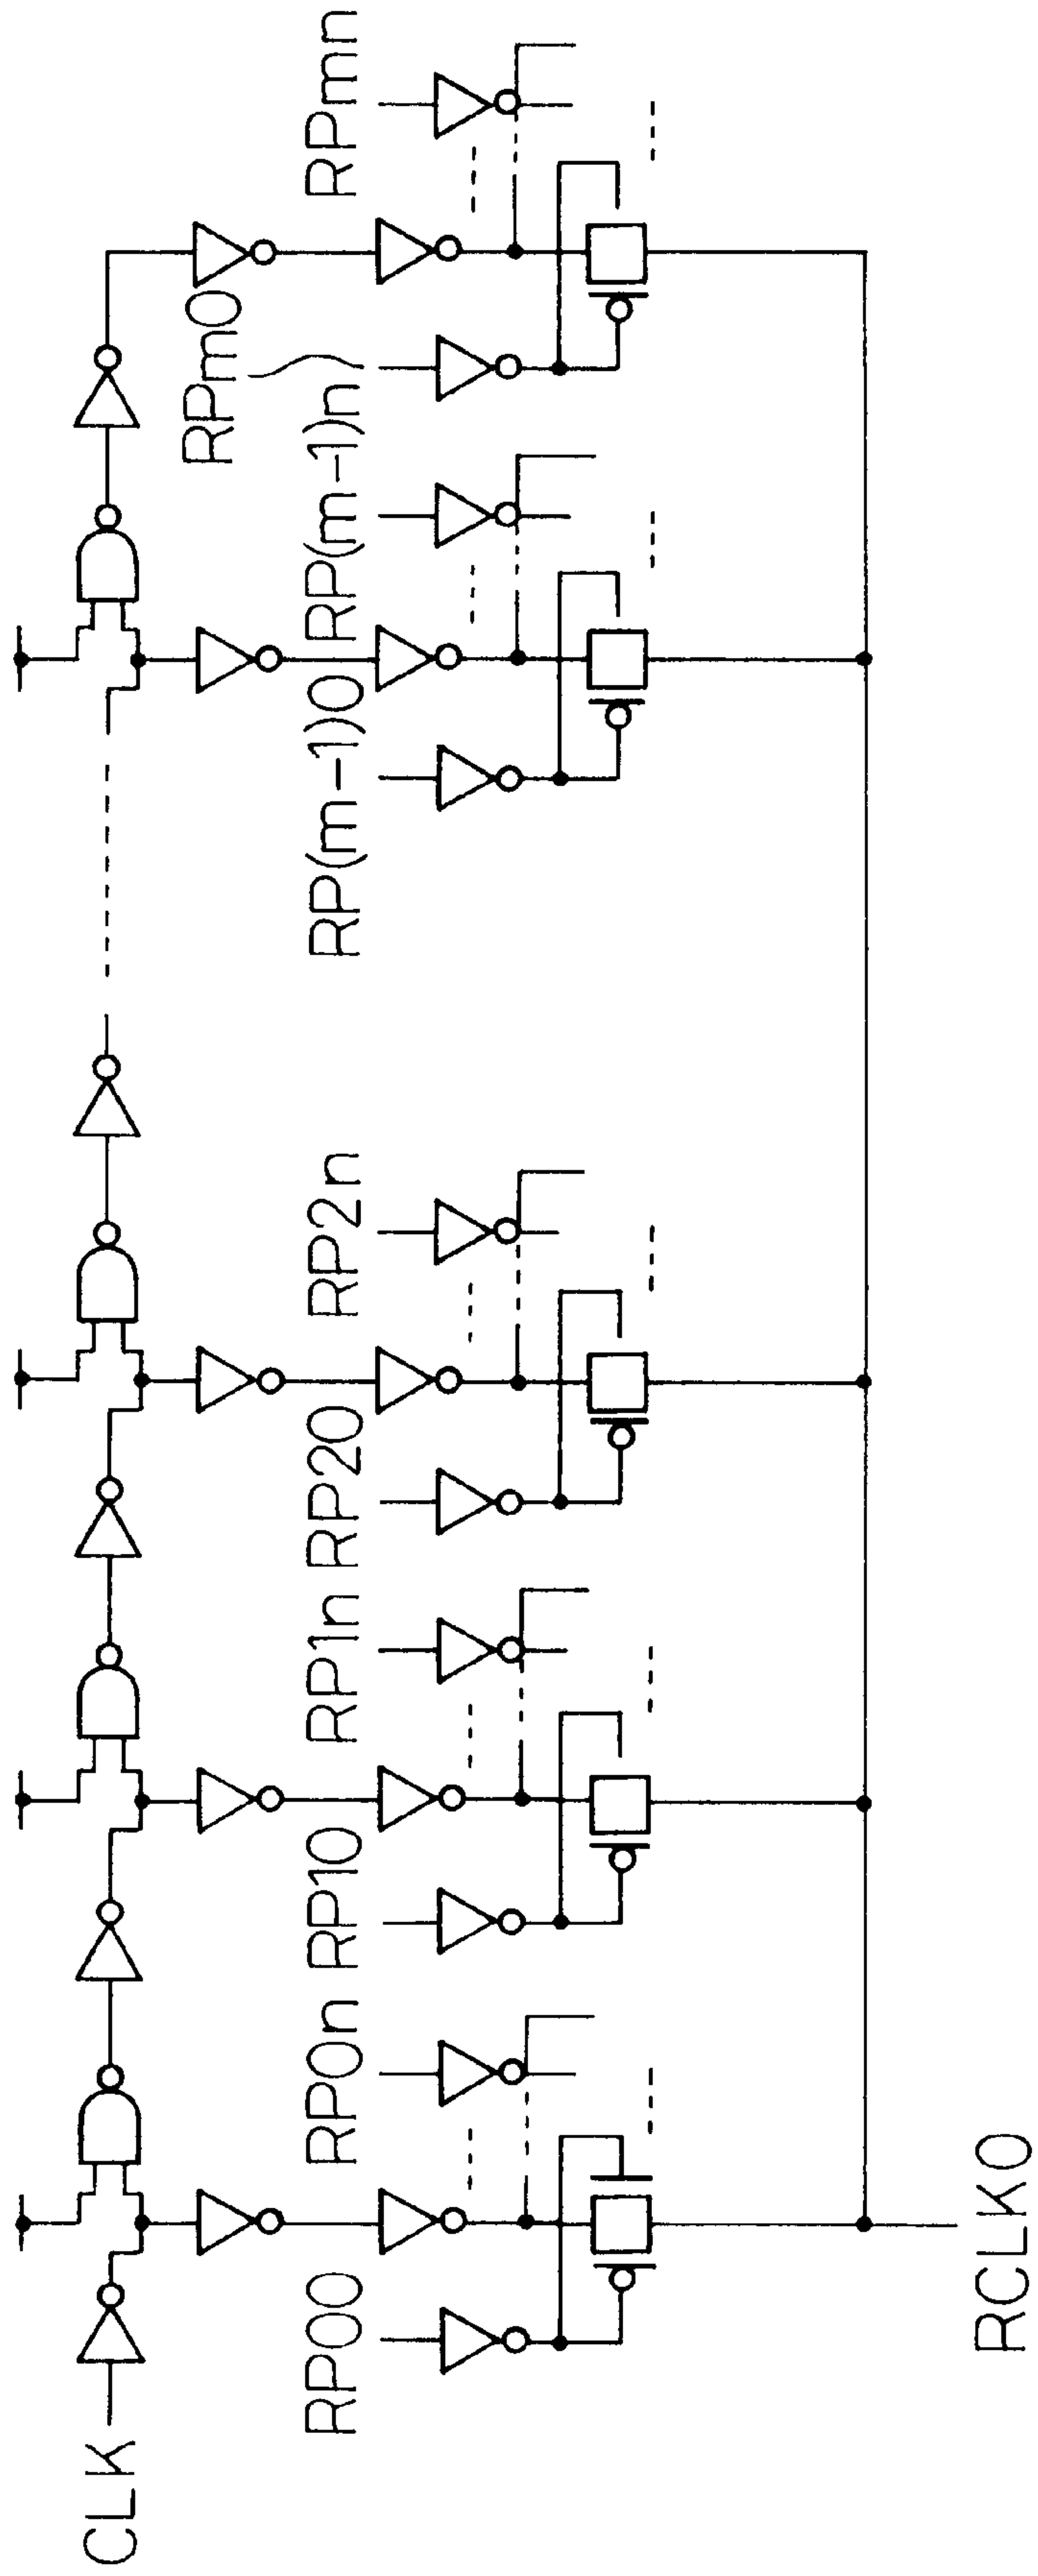 CLK
RP00
RP0n
RP10
RP1n
RP20
RP2n
RP(m-1)0
RP(m-1)n
RPm0
RPmn
RCLK0